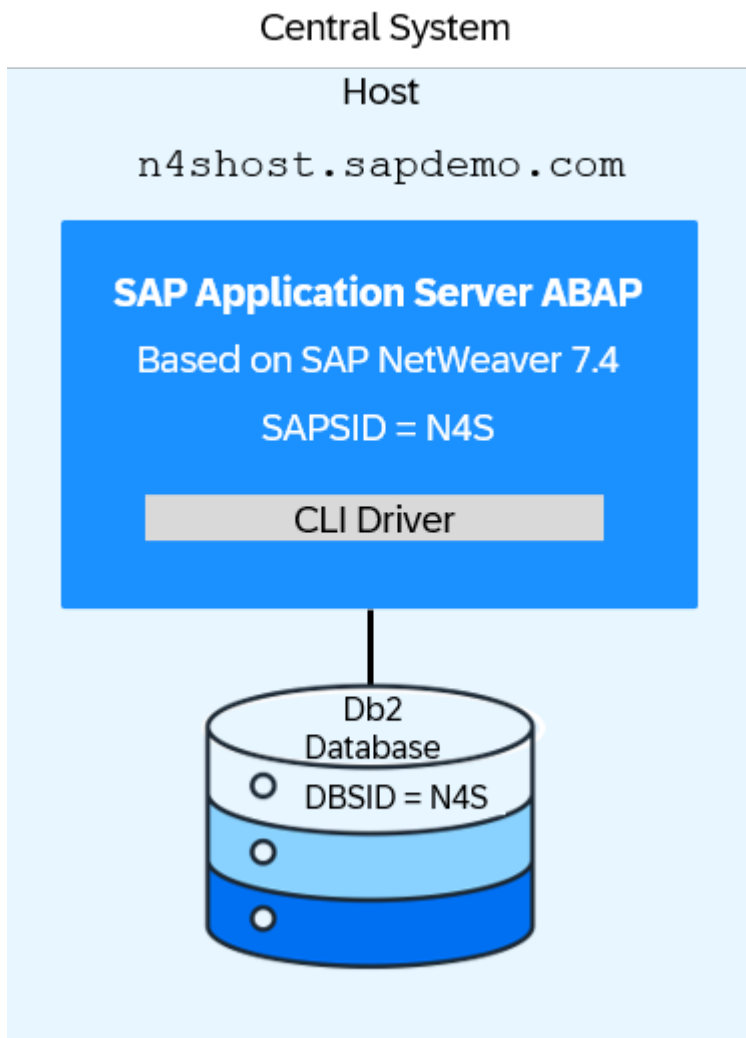 Central System
Host
n4shost.sapdemo.com
SAP Application Server ABAP
Based on SAP NetWeaver 7.4
SAPSID = N4S
CLI Driver
Db2
Database
DBSID = N4S